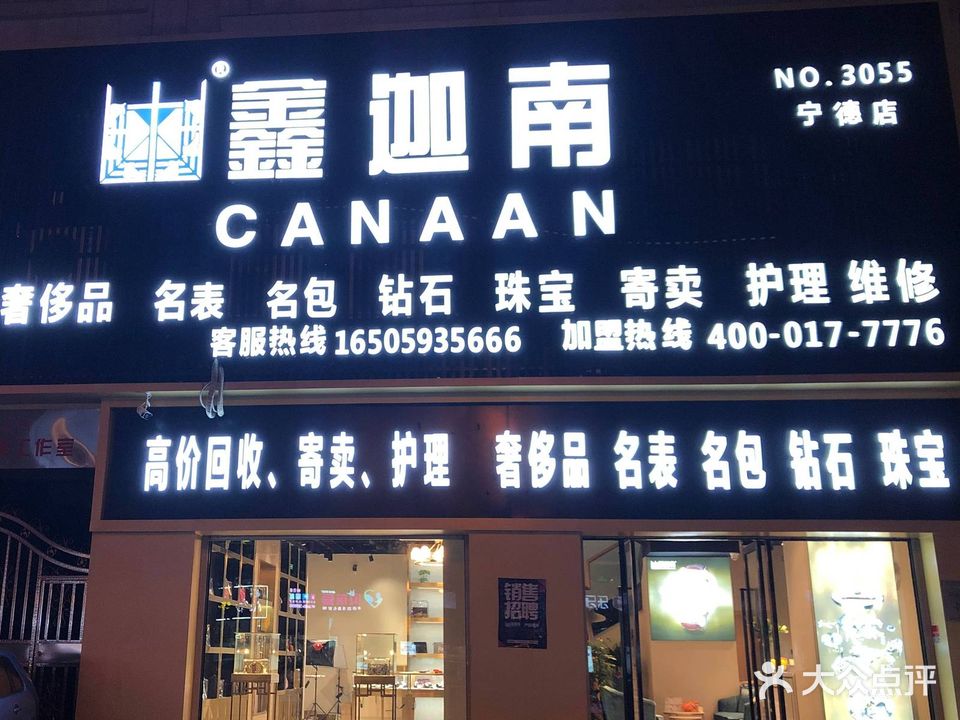 ®
鑫迦南
NO.3055
宁德店
CANAAN
奢侈品 名表 名包 钻石 珠宝 寄卖 护理 维修
客服热线 16505935666 加盟热线 400-017-7776
工作室
高价回收、寄卖、护理 奢侈品 名表 名包 钻石 珠宝
销售
招聘
大众点评